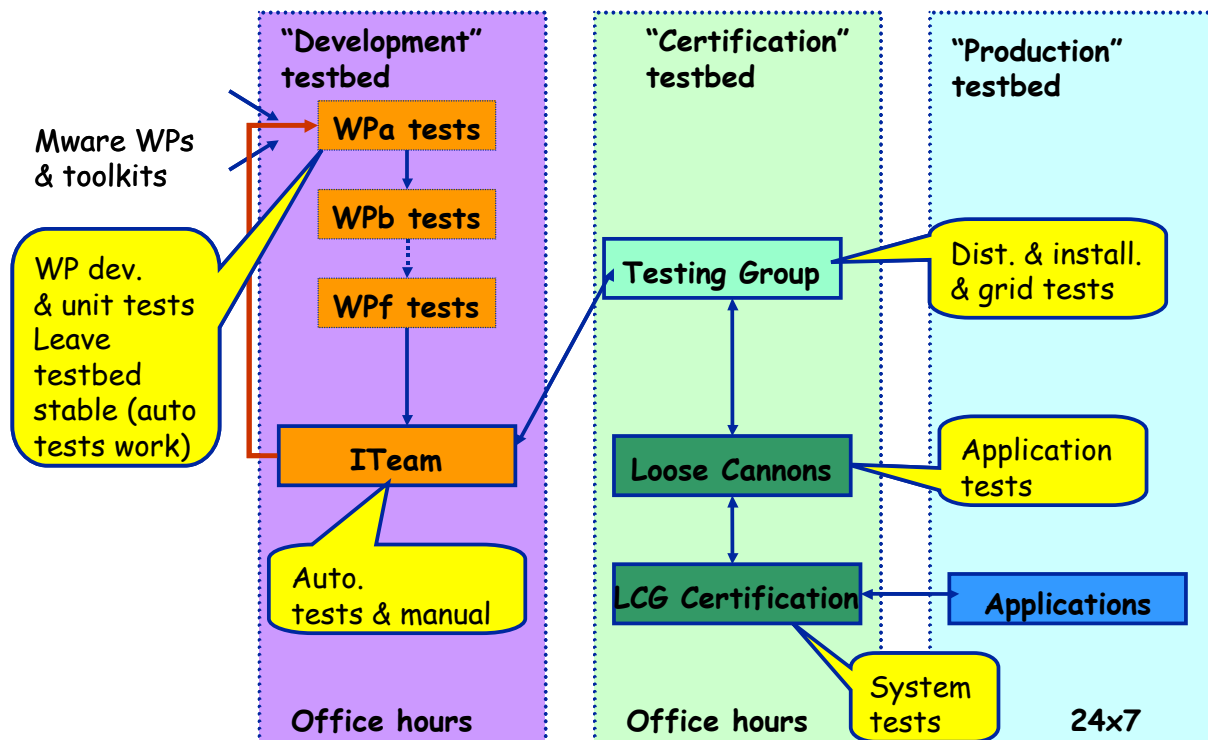 “Development”
testbed
“Certification”
testbed
“Production”
testbed
Mware WPs
& toolkits
WPa tests
WPb tests
WPf tests
WP dev.
& unit tests
Leave
testbed
stable (auto
tests work)
ITeam
Auto.
tests & manual
Testing Group
Dist. & install.
& grid tests
Loose Cannons
Application
tests
LCG Certification
Applications
System
tests
Office hours
Office hours
24x7